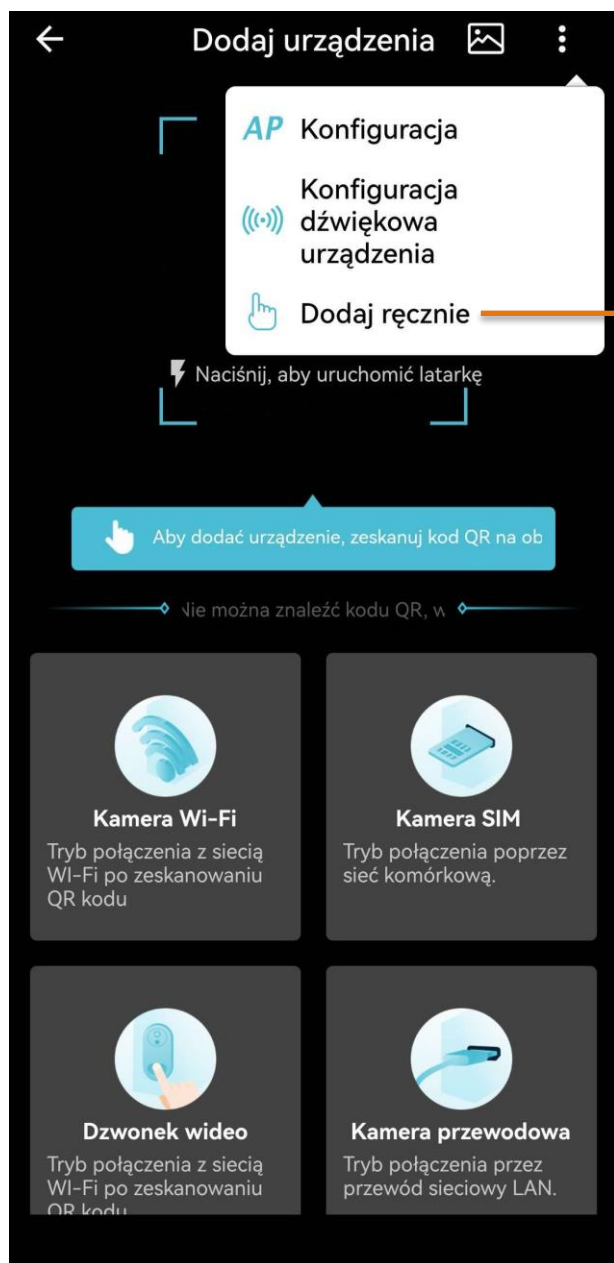 Dodaj urządzenia
AP Konfiguracja
Konfiguracja
dźwiękowa
urządzenia
Dodaj ręcznie
Naciśnij, aby uruchomić latarkę
Aby dodać urządzenie, zeskanuj kod QR na ob
Nie można znaleźć kodu QR, w
Kamera Wi-Fi
Tryb połączenia z siecią
WI-Fi po zeskanowaniu
QR kodu
Kamera SIM
Tryb połączenia poprzez
sieć komórkową.
Dzwonek wideo
Tryb połączenia z siecią
WI-Fi po zeskanowaniu
QR kodu
Kamera przewodowa
Tryb połączenia przez
przewód sieciowy LAN.